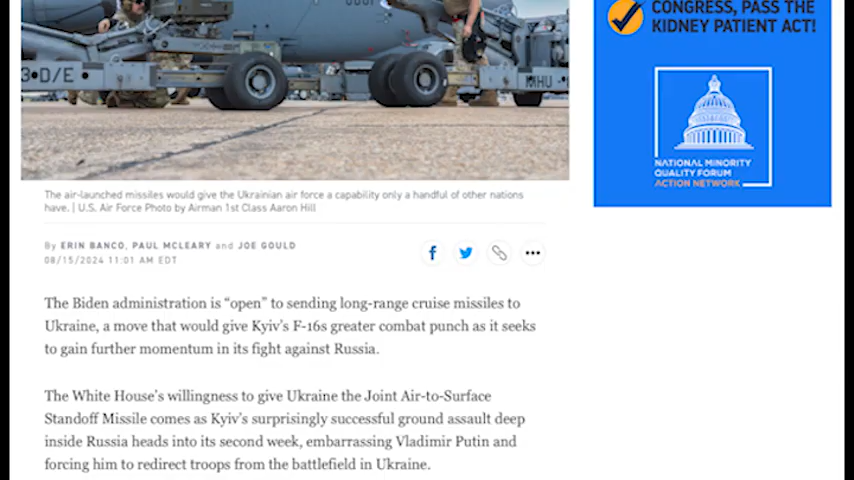 CONGRESS, PASS THE
KIDNEY PATIENT ACT!
3-D/E
MHU
NATIONAL MINORITY
QUALITY FORUM
ACTION NETWORK
The air-launched missiles would give the Ukrainian air force a capability only a handful of other nations
have. | U.S. Air Force Photo by Airman 1st Class Aaron Hill
By ERIN BANCO, PAUL MCLEARY and JOE GOULD
08/15/2024 11:01 AM EDT
The Biden administration is “open” to sending long-range cruise missiles to
Ukraine, a move that would give Kyiv’s F-16s greater combat punch as it seeks
to gain further momentum in its fight against Russia.
The White House’s willingness to give Ukraine the Joint Air-to-Surface
Standoff Missile comes as Kyiv’s surprisingly successful ground assault deep
inside Russia heads into its second week, embarrassing Vladimir Putin and
forcing him to redirect troops from the battlefield in Ukraine.